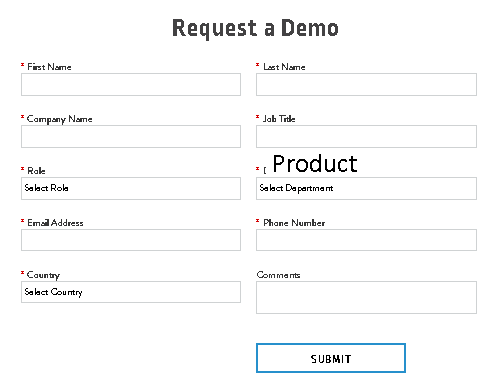 Request a Demo
* First Name
* Last Name
* Company Name
* Job Title
* Role
* Product
Select Role
Select Department
* Email Address
* Phone Number
* Country
Comments
Select Country
SUBMIT